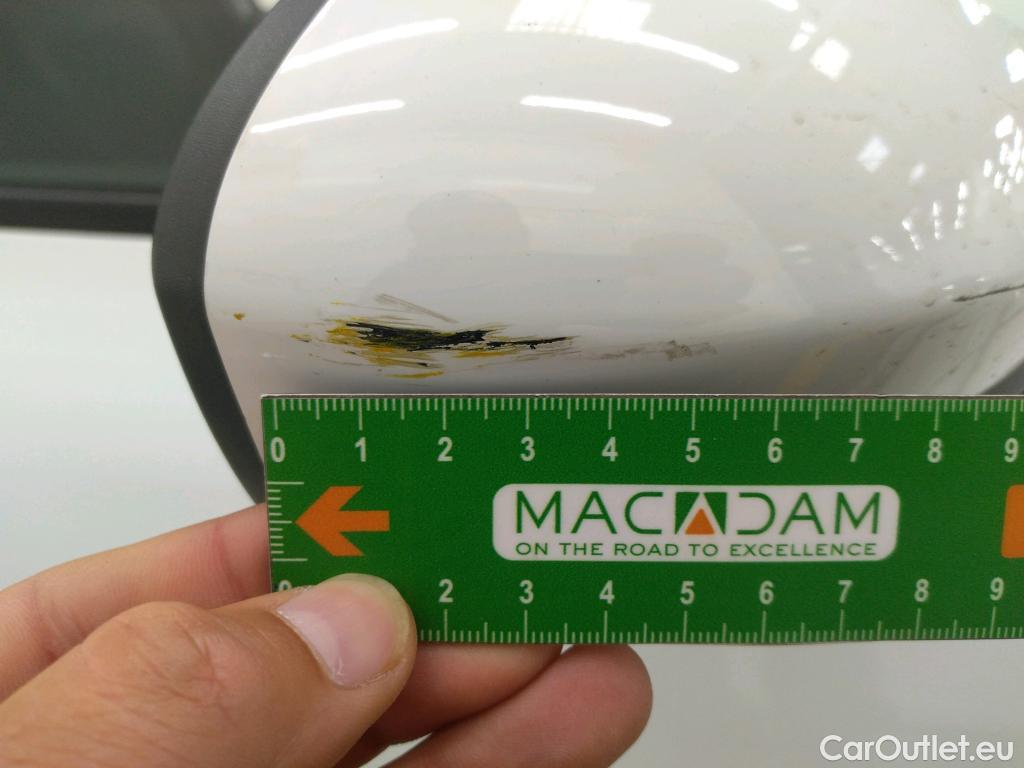 0 1 2 3 4 5 6 7 8 9
MACADAM
ON THE ROAD TO EXCELLENCE
2 3 4 5 6 7 8 9
CarOutlet.eu